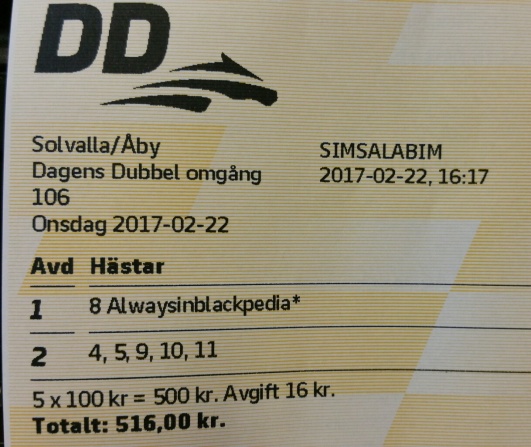 DD
Solvalla/Åby
SIMSALABIM
Dagens Dubbel omgång
2017-02-22, 16:17
106
Onsdag 2017-02-22
Avd Hästar
1 8 Alwaysinblackpedia*
2 4, 5, 9, 10, 11
5 x 100 kr = 500 kr. Avgift 16 kr.
Totalt: 516,00 kr.